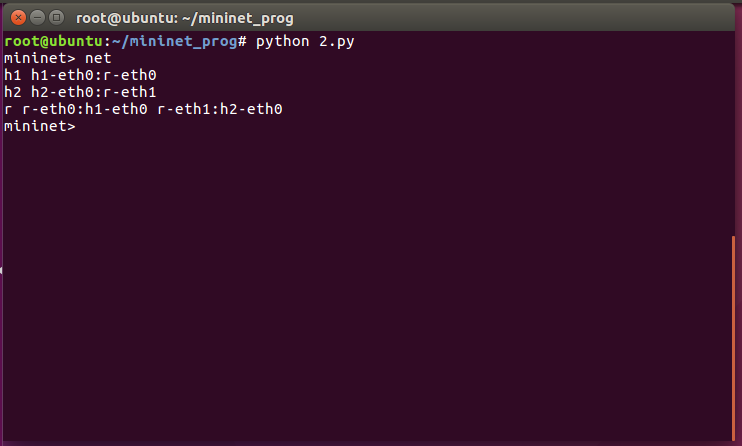 root@ubuntu: ~/mininet_prog
root@ubuntu:~/mininet_prog# python 2.py
mininet> net
h1 h1-eth0:r-eth0
h2 h2-eth0:r-eth1
r r-eth0:h1-eth0 r-eth1:h2-eth0
mininet>